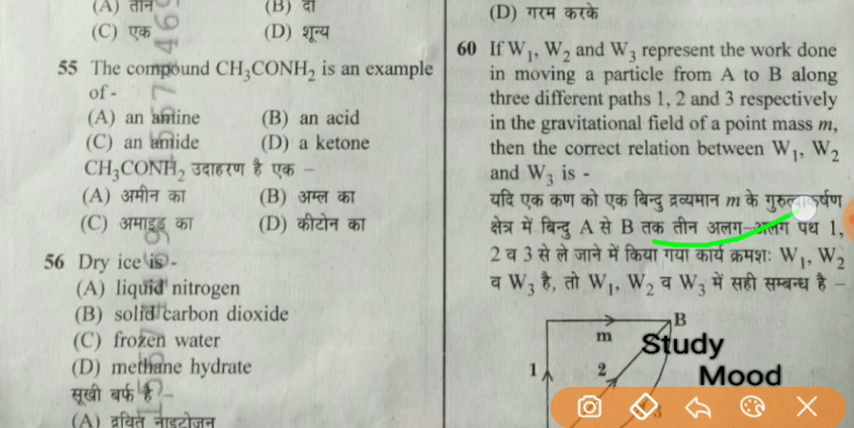 (A) तीन (B) दो
(C) एक (D) शून्य
55 The compound CH₃CONH₂ is an example
of -
(A) an amine (B) an acid
(C) an amide (D) a ketone
CH₃CONH₂ उदाहरण है एक –
(A) अमीन का (B) अम्ल का
(C) अमाइड का (D) कीटोन का
56 Dry ice is -
(A) liquid nitrogen
(B) solid carbon dioxide
(C) frozen water
(D) methane hydrate
सूखी बर्फ है –
(A) द्रवित नाइट्रोजन
(D) गरम करके
60 If W₁, W₂ and W₃ represent the work done
in moving a particle from A to B along
three different paths 1, 2 and 3 respectively
in the gravitational field of a point mass m,
then the correct relation between W₁, W₂
and W₃ is -
यदि एक कण को एक बिन्दु द्रव्यमान m के गुरुत्वाकर्षण
क्षेत्र में बिन्दु A से B तक तीन अलग–अलग पथ 1,
2 व 3 से ले जाने में किया गया कार्य क्रमशः W₁, W₂
व W₃ है, तो W₁, W₂ व W₃ में सही सम्बन्ध है –
B
m
Study
1 2
Mood
3